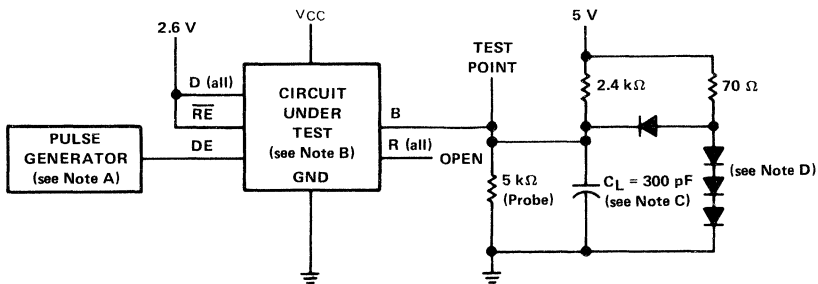 5 V
2.6 V
VCC
TEST
POINT
D (all)
RE
DE
CIRCUIT
UNDER
TEST
(see Note B)
GND
B
R (all)
OPEN
2.4 kΩ
70 Ω
PULSE
GENERATOR
(see Note A)
5 kΩ
(Probe)
CL = 300 pF
(see Note C)
(see Note D)